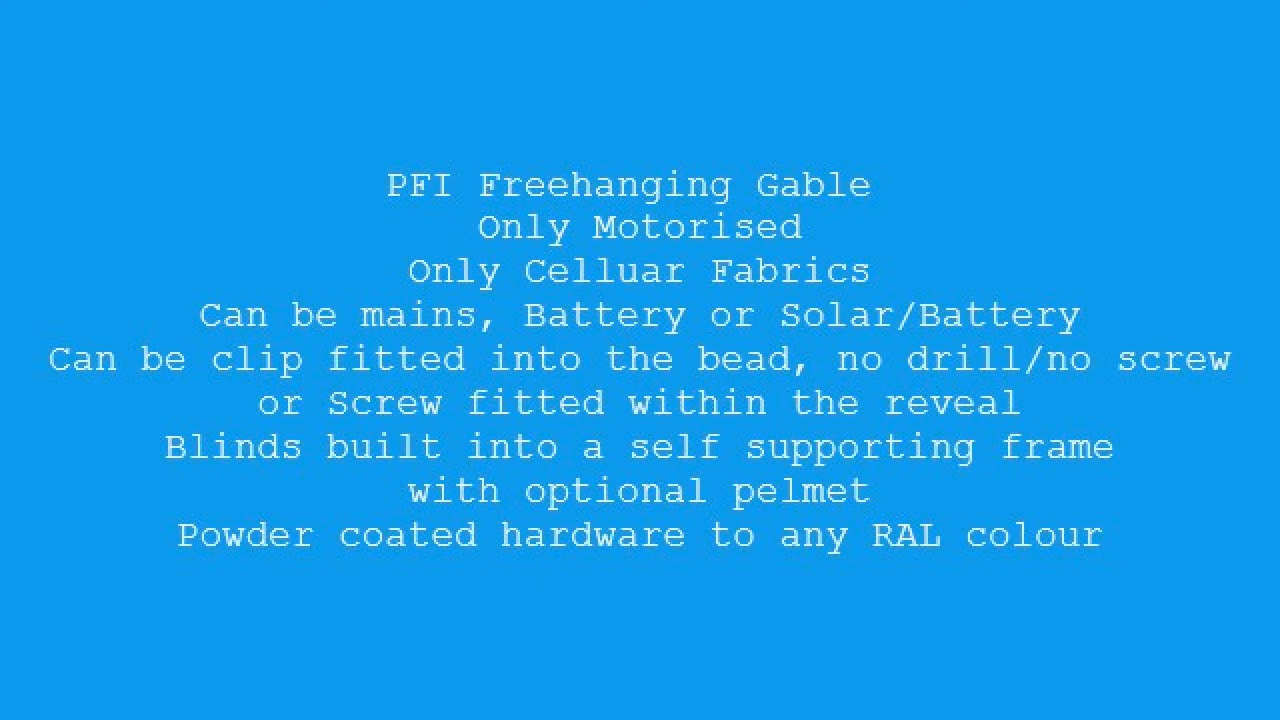 PFI Freehanging Gable
Only Motorised
Only Celluar Fabrics
Can be mains, Battery or Solar/Battery
Can be clip fitted into the bead, no drill/no screw
or Screw fitted within the reveal
Blinds built into a self supporting frame
with optional pelmet
Powder coated hardware to any RAL colour